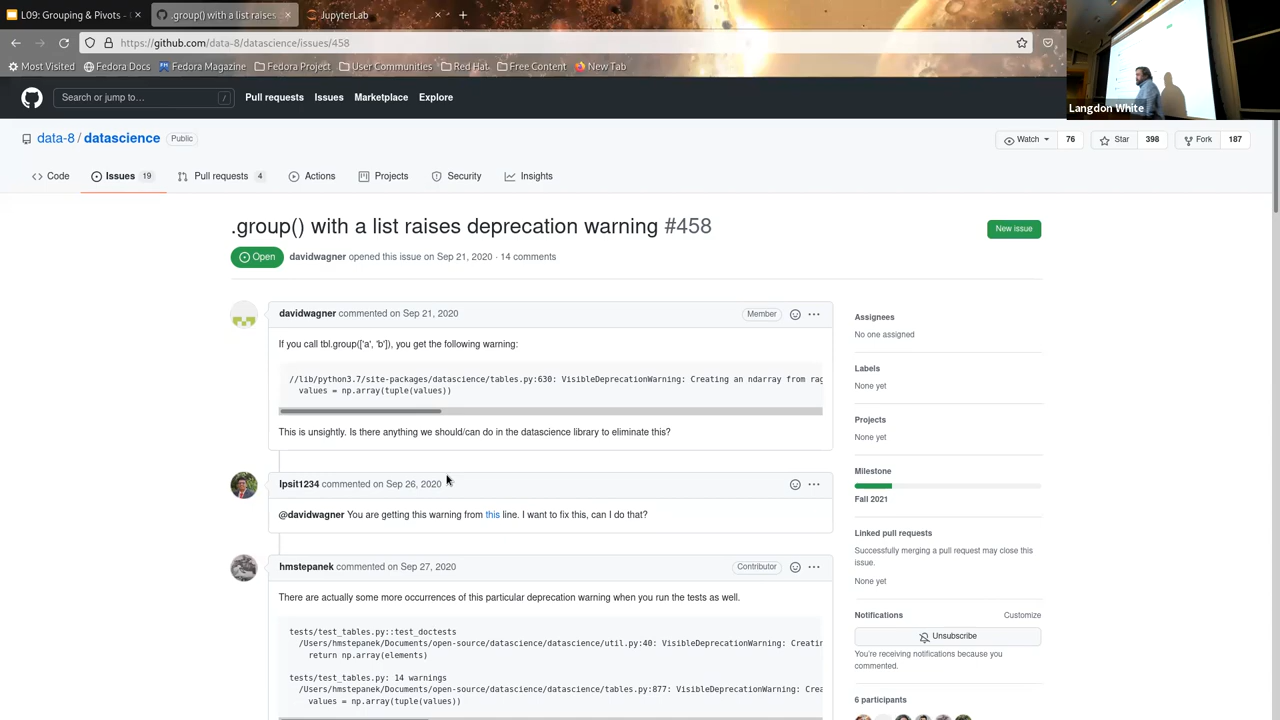 L09: Grouping & Pivots -
.group() with a list raises
JupyterLab
https://github.com/data-8/datascience/issues/458
Most Visited
Fedora Docs
Fedora Magazine
Fedora Project
User Communities
Red Hat
Free Content
New Tab
Langdon White
Search or jump to…
/
Pull requests
Issues
Marketplace
Explore
data-8 / datascience
Public
Watch
76
Star
398
Fork
187
Code
Issues 19
Pull requests 4
Actions
Projects
Security
Insights
.group() with a list raises deprecation warning #458
New issue
Open
davidwagner opened this issue on Sep 21, 2020 · 14 comments
davidwagner commented on Sep 21, 2020
Member
If you call tbl.group(['a', 'b']), you get the following warning:
//lib/python3.7/site-packages/datascience/tables.py:630: VisibleDeprecationWarning: Creating an ndarray from rag
values = np.array(tuple(values))
This is unsightly. Is there anything we should/can do in the datascience library to eliminate this?
lpsit1234 commented on Sep 26, 2020
@davidwagner You are getting this warning from this line. I want to fix this, can I do that?
hmstepanek commented on Sep 27, 2020
Contributor
There are actually some more occurrences of this particular deprecation warning when you run the tests as well.
tests/test_tables.py::test_doctests
/Users/hmstepanek/Documents/open-source/datascience/datascience/util.py:40: VisibleDeprecationWarning: Creatin
return np.array(elements)
tests/test_tables.py: 14 warnings
/Users/hmstepanek/Documents/open-source/datascience/datascience/tables.py:877: VisibleDeprecationWarning: Crea
values = np.array(tuple(values))
Assignees
No one assigned
Labels
None yet
Projects
None yet
Milestone
Fall 2021
Linked pull requests
Successfully merging a pull request may close this
issue.
None yet
Notifications
Customize
Unsubscribe
You're receiving notifications because you
commented.
6 participants